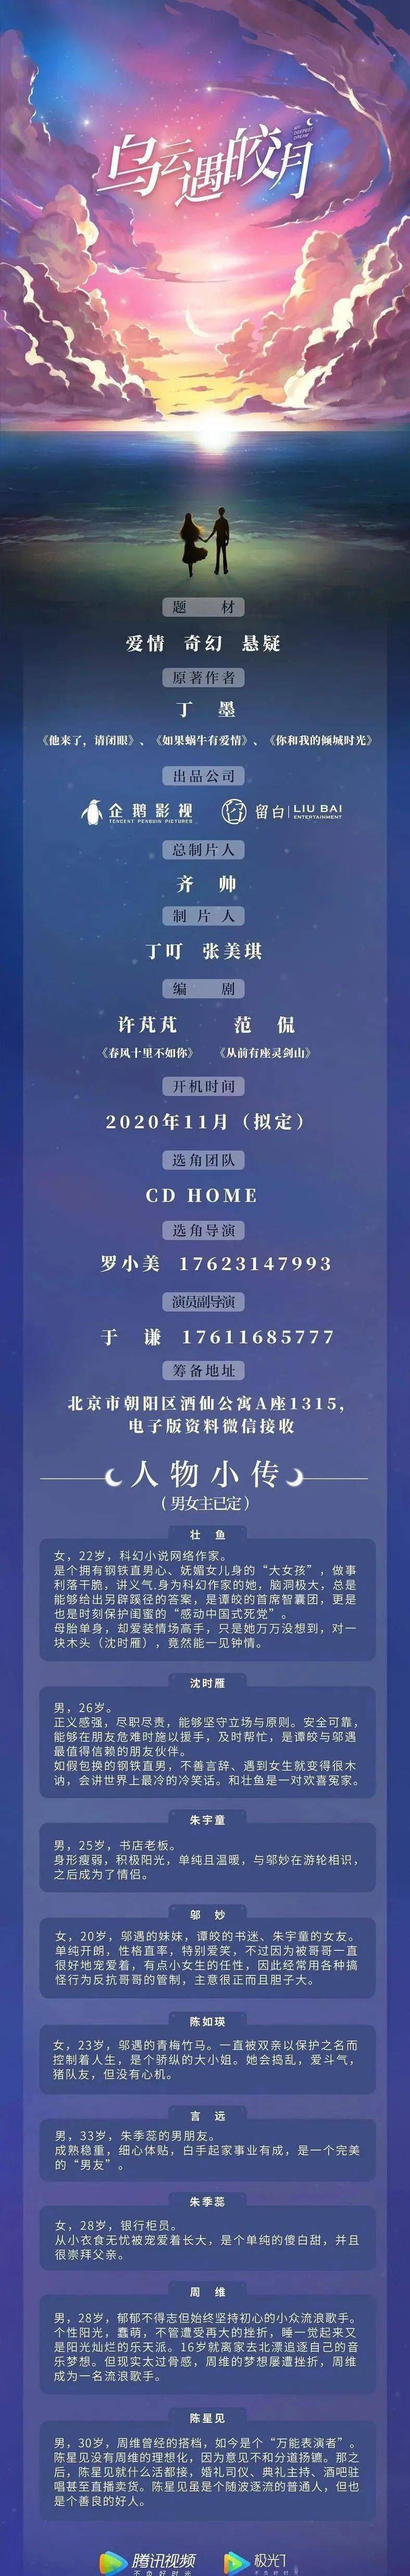 乌云遇皎月
MY
DEEPEST
DREAM
题 材
爱情 奇幻 悬疑
原著作者
丁 墨
《他来了，请闭眼》、《如果蜗牛有爱情》、《你和我的倾城时光》
出品公司
企鹅影视
TENCENT PENGUIN PICTURES
留白 LIU BAI
ENTERTAINMENT
总制片人
齐 帅
制 片 人
丁叮 张美琪
编 剧
许芃芃 范 侃
《春风十里不如你》 《从前有座灵剑山》
开机时间
2020年11月（拟定）
选角团队
CD HOME
选角导演
罗小美 17623147993
演员副导演
于 谦 17611685777
筹备地址
北京市朝阳区酒仙公寓A座1315，
电子版资料微信接收
人物小传
（男女主已定）
壮 鱼
女，22岁，科幻小说网络作家。
是个拥有钢铁直男心、妩媚女儿身的“大女孩”，做事
利落干脆，讲义气.身为科幻作家的她，脑洞极大，总是
能够给出另辟蹊径的答案，是谭皎的首席智囊团，更是
也是时刻保护闺蜜的“感动中国式死党”。
母胎单身，却爱装情场高手，只是她万万没想到，对一
块木头（沈时雁），竟然能一见钟情。
沈时雁
男，26岁。
正义感强，尽职尽责，能够坚守立场与原则。安全可靠，
能够在朋友危难时施以援手，及时帮忙，是谭皎与邬遇
最值得信赖的朋友伙伴。
如假包换的钢铁直男，不善言辞、遇到女生就变得很木
讷，会讲世界上最冷的冷笑话。和壮鱼是一对欢喜冤家。
朱宇童
男，25岁，书店老板。
身形瘦弱，积极阳光，单纯且温暖，与邬妙在游轮相识，
之后成为了情侣。
邬 妙
女，20岁，邬遇的妹妹，谭皎的书迷、朱宇童的女友。
单纯开朗，性格直率，特别爱笑，不过因为被哥哥一直
很好地宠爱着，有点小女生的任性，因此经常用各种搞
怪行为反抗哥哥的管制，主意很正而且胆子大。
陈如瑛
女，23岁，邬遇的青梅竹马。一直被双亲以保护之名而
控制着人生，是个骄纵的大小姐。她会捣乱，爱斗气，
猪队友，但没有心机。
言 远
男，33岁，朱季蕊的男朋友。
成熟稳重，细心体贴，白手起家事业有成，是一个完美
的“男友”。
朱季蕊
女，28岁，银行柜员。
从小衣食无忧被宠爱着长大，是个单纯的傻白甜，并且
很崇拜父亲。
周 维
男，28岁，郁郁不得志但始终坚持初心的小众流浪歌手。
个性阳光，蠢萌，不管遭受再大的挫折，睡一觉起来又
是阳光灿烂的乐天派。16岁就离家去北漂追逐自己的音
乐梦想。但现实太过骨感，周维的梦想屡遭挫折，周维
成为一名流浪歌手。
陈星见
男，30岁，周维曾经的搭档，如今是个“万能表演者”。
陈星见没有周维的理想化，因为意见不和分道扬镳。那之
后，陈星见就什么活都接，婚礼司仪、典礼主持、酒吧驻
唱甚至直播卖货。陈星见虽是个随波逐流的普通人，但也
是个善良的好人。
腾讯视频
不负好时光
极光